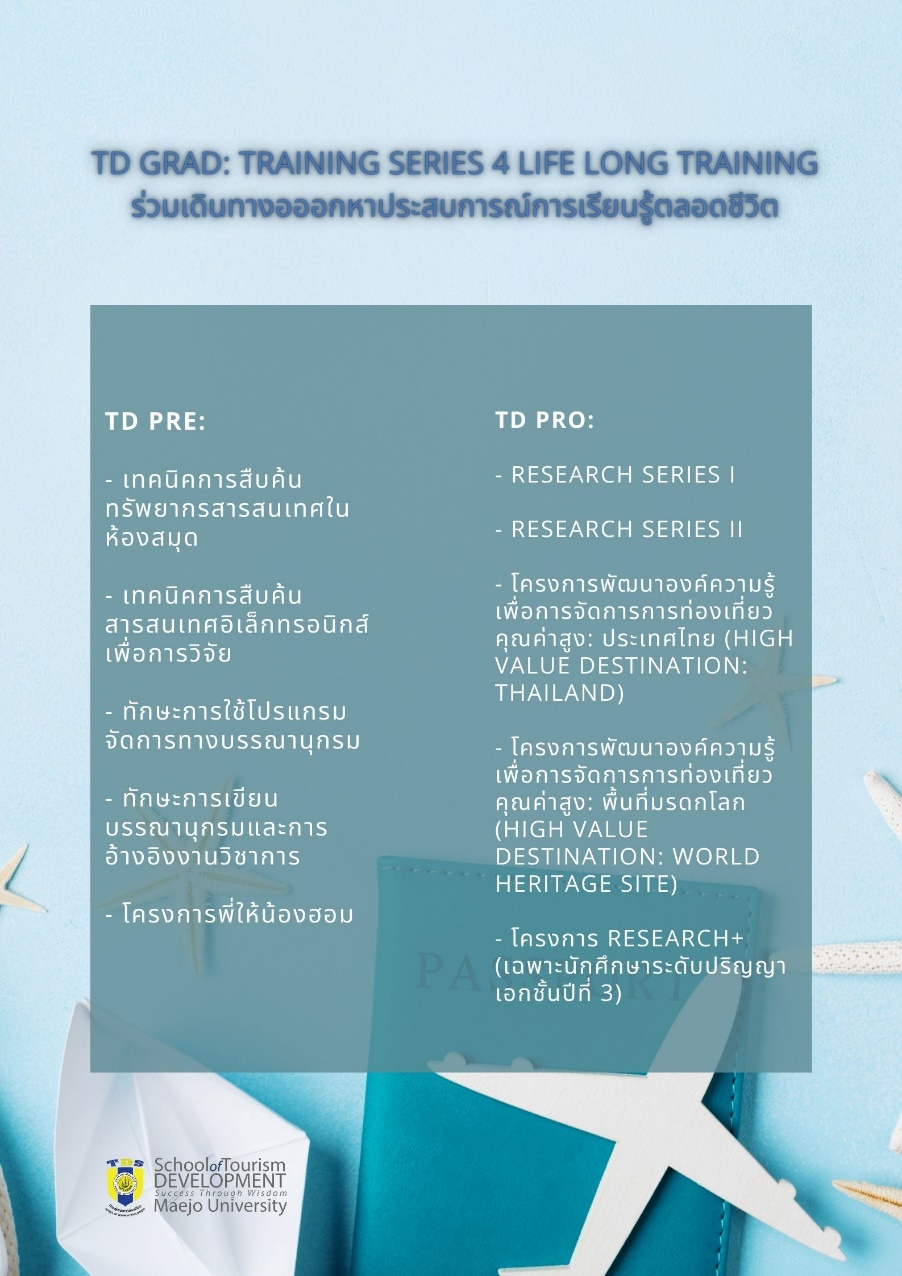 TD GRAD: TRAINING SERIES 4 LIFE LONG TRAINING
ร่วมเดินทางอออกหาประสบการณ์การเรียนรู้ตลอดชีวิต
TD PRE:
- เทคนิคการสืบค้น
ทรัพยากรสารสนเทศใน
ห้องสมุด
- เทคนิคการสืบค้น
สารสนเทศอิเล็กทรอนิกส์
เพื่อการวิจัย
- ทักษะการใช้โปรแกรม
จัดการทางบรรณานุกรม
- ทักษะการเขียน
บรรณานุกรมและการ
อ้างอิงงานวิชาการ
- โครงการพี่ให้น้องฮอม
TD PRO:
- RESEARCH SERIES I
- RESEARCH SERIES II
- โครงการพัฒนาองค์ความรู้
เพื่อการจัดการการท่องเที่ยว
คุณค่าสูง: ประเทศไทย (HIGH
VALUE DESTINATION:
THAILAND)
- โครงการพัฒนาองค์ความรู้
เพื่อการจัดการการท่องเที่ยว
คุณค่าสูง: พื้นที่มรดกโลก
(HIGH VALUE
DESTINATION: WORLD
HERITAGE SITE)
- โครงการ RESEARCH+
(เฉพาะนักศึกษาระดับปริญญา
เอกชั้นปีที่ 3)
PASSPORT
TDS
School of Tourism
DEVELOPMENT
Success Through Wisdom
Maejo University